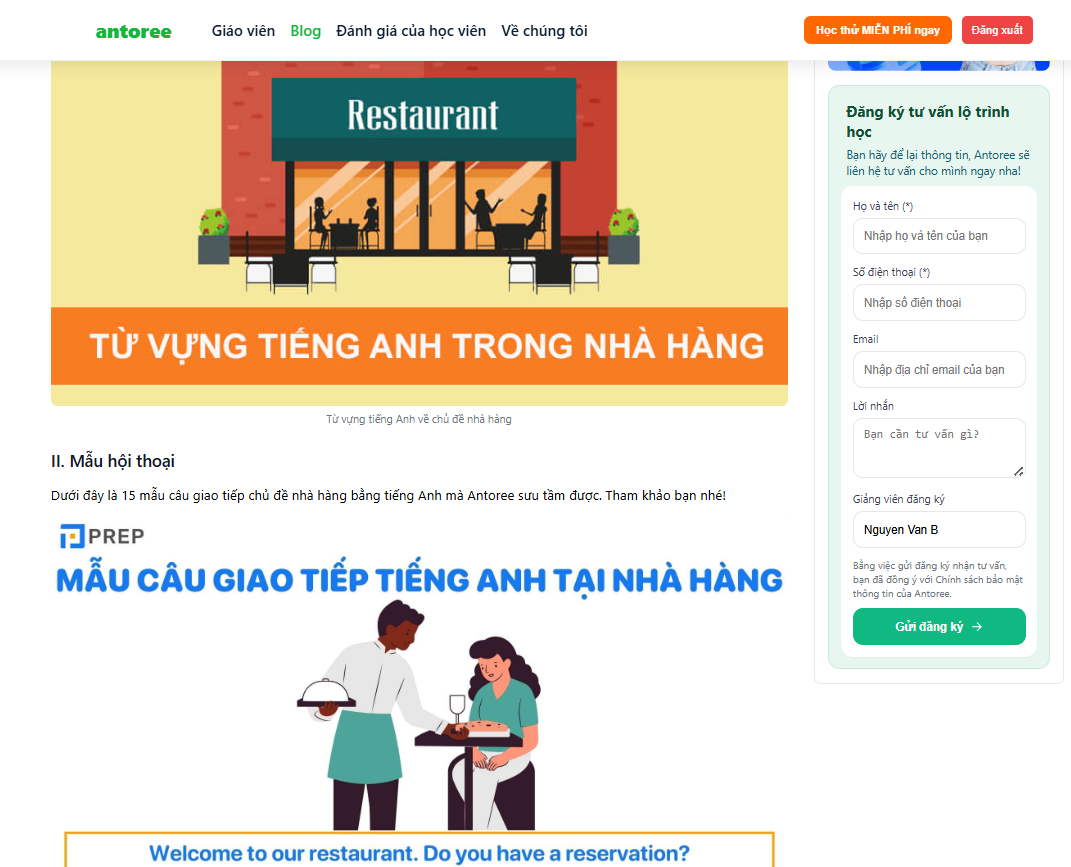 antoree
Giáo viên
Blog
Đánh giá của học viên
Về chúng tôi
Học thử MIỄN PHÍ ngay
Đăng xuất
Restaurant
TỪ VỰNG TIẾNG ANH TRONG NHÀ HÀNG
Từ vựng tiếng Anh về chủ đề nhà hàng
II. Mẫu hội thoại
Dưới đây là 15 mẫu câu giao tiếp chủ đề nhà hàng bằng tiếng Anh mà Antoree sưu tầm được. Tham khảo bạn nhé!
PREP
MẪU CÂU GIAO TIẾP TIẾNG ANH TẠI NHÀ HÀNG
Welcome to our restaurant. Do you have a reservation?
Đăng ký tư vấn lộ trình
học
Bạn hãy để lại thông tin, Antoree sẽ
liên hệ tư vấn cho mình ngay nha!
Họ và tên (*)
Nhập họ và tên của bạn
Số điện thoại (*)
Nhập số điện thoại
Email
Nhập địa chỉ email của bạn
Lời nhắn
Bạn cần tư vấn gì?
Giảng viên đăng ký
Nguyen Van B
Bằng việc gửi đăng ký nhận tư vấn,
bạn đã đồng ý với Chính sách bảo mật
thông tin của Antoree.
Gửi đăng ký →